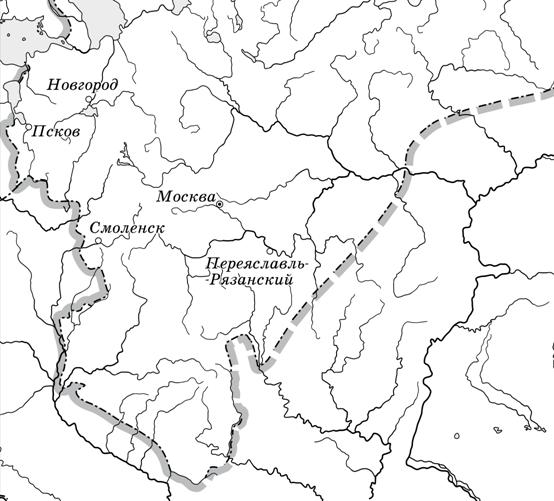 Новгород
Псков
Москва
Смоленск
Переяславль-
-Рязанский